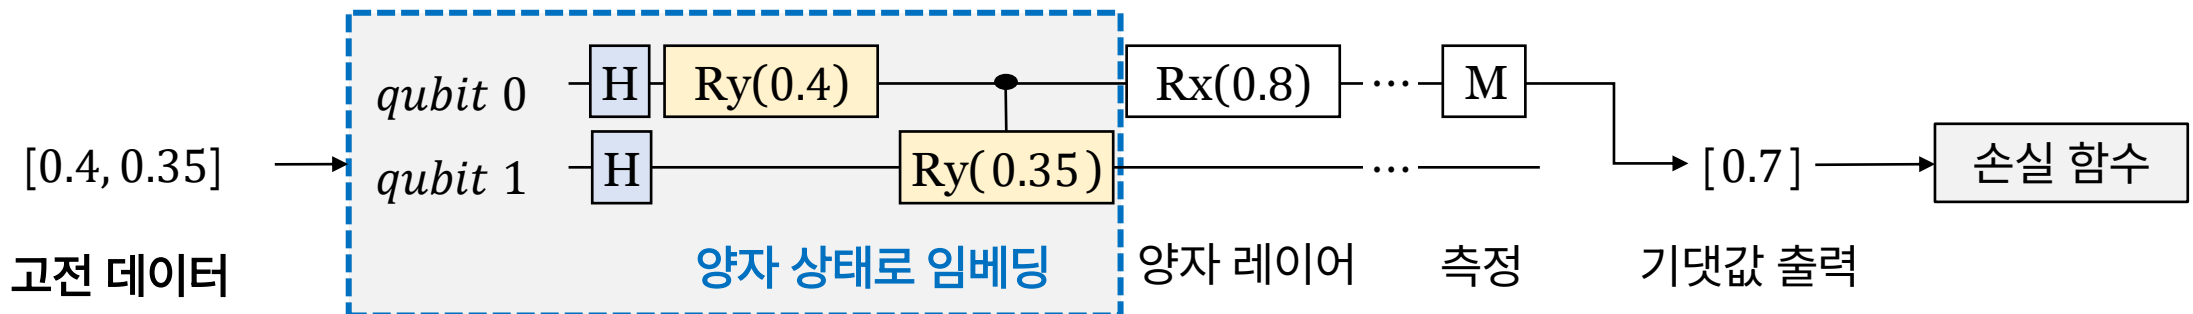 qubit 0 H Ry(0.4) Rx(0.8) ⋯ M
[0.4, 0.35] qubit 1 H Ry(0.35) ⋯ [0.7] 손실 함수
고전 데이터 양자 상태로 임베딩 양자 레이어 측정 기댓값 출력